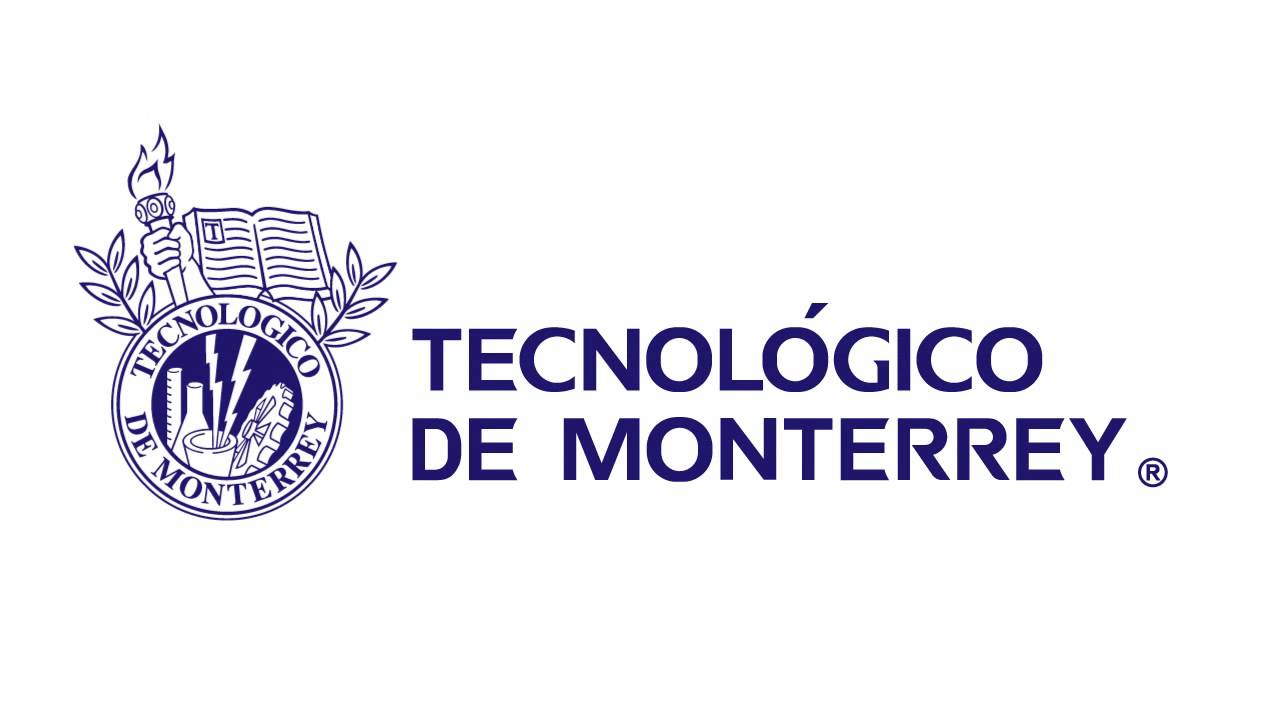 T
TECNOLOGICO
DE MONTERREY
TECNOLÓGICO
DE MONTERREY®